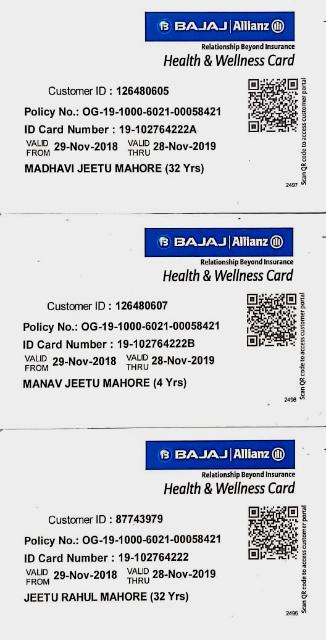 BAJAJ | Allianz
Relationship Beyond Insurance
Health & Wellness Card
Customer ID : 126480605
Policy No.: OG-19-1000-6021-00058421
ID Card Number : 19-102764222A
VALID FROM 29-Nov-2018 VALID THRU 28-Nov-2019
MADHAVI JEETU MAHORE (32 Yrs)
Scan QR code to access customer portal
2497
BAJAJ | Allianz
Relationship Beyond Insurance
Health & Wellness Card
Customer ID : 126480607
Policy No.: OG-19-1000-6021-00058421
ID Card Number : 19-102764222B
VALID FROM 29-Nov-2018 VALID THRU 28-Nov-2019
MANAV JEETU MAHORE (4 Yrs)
Scan QR code to access customer portal
2498
BAJAJ | Allianz
Relationship Beyond Insurance
Health & Wellness Card
Customer ID : 87743979
Policy No.: OG-19-1000-6021-00058421
ID Card Number : 19-102764222
VALID FROM 29-Nov-2018 VALID THRU 28-Nov-2019
JEETU RAHUL MAHORE (32 Yrs)
Scan QR code to access customer portal
2496